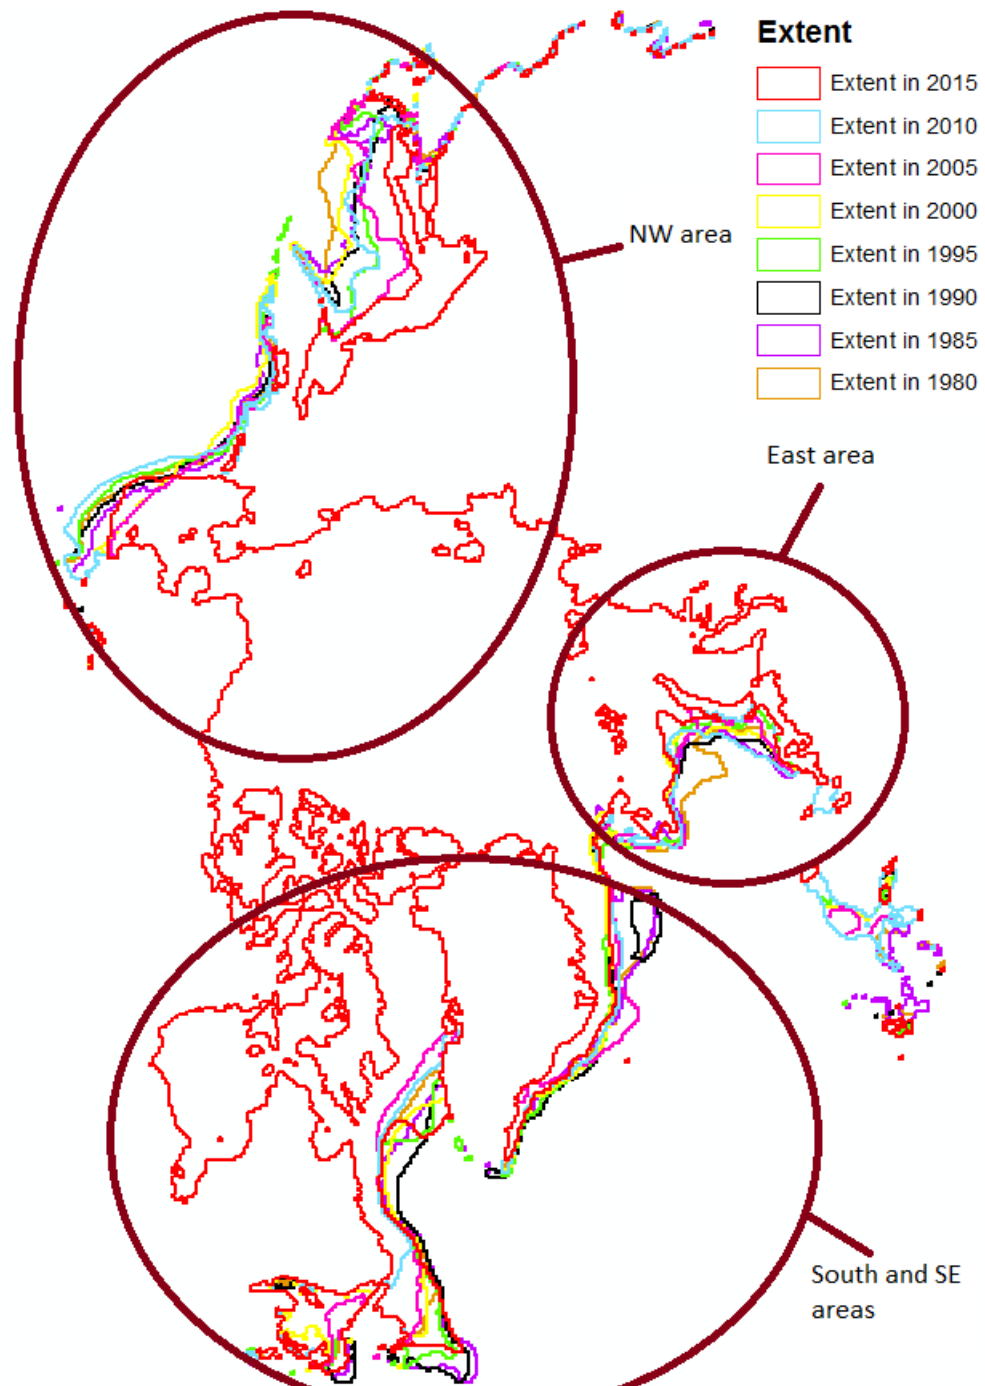 Extent
Extent in 2015
Extent in 2010
Extent in 2005
Extent in 2000
Extent in 1995
Extent in 1990
Extent in 1985
Extent in 1980
NW area
East area
South and SE
areas